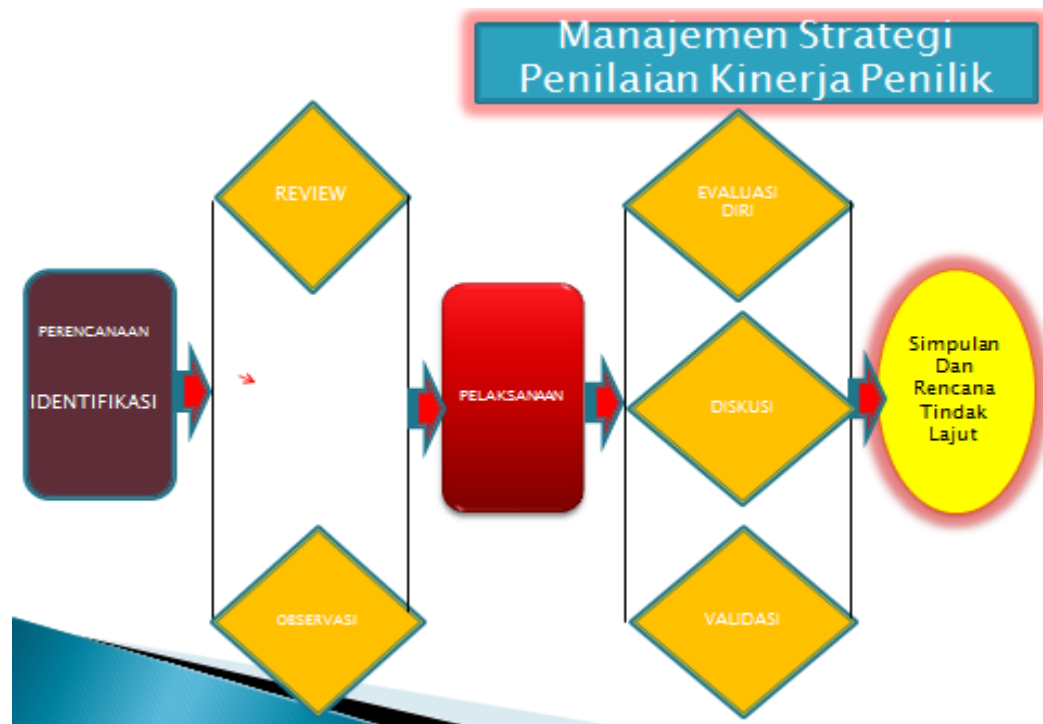 Manajemen Strategi
Penilaian Kinerja Penilik
PERENCANAAN
IDENTIFIKASI
REVIEW
OBSERVASI
PELAKSANAAN
EVALUASI
DIRI
DISKUSI
VALIDASI
Simpulan
Dan
Rencana
Tindak
Lajut